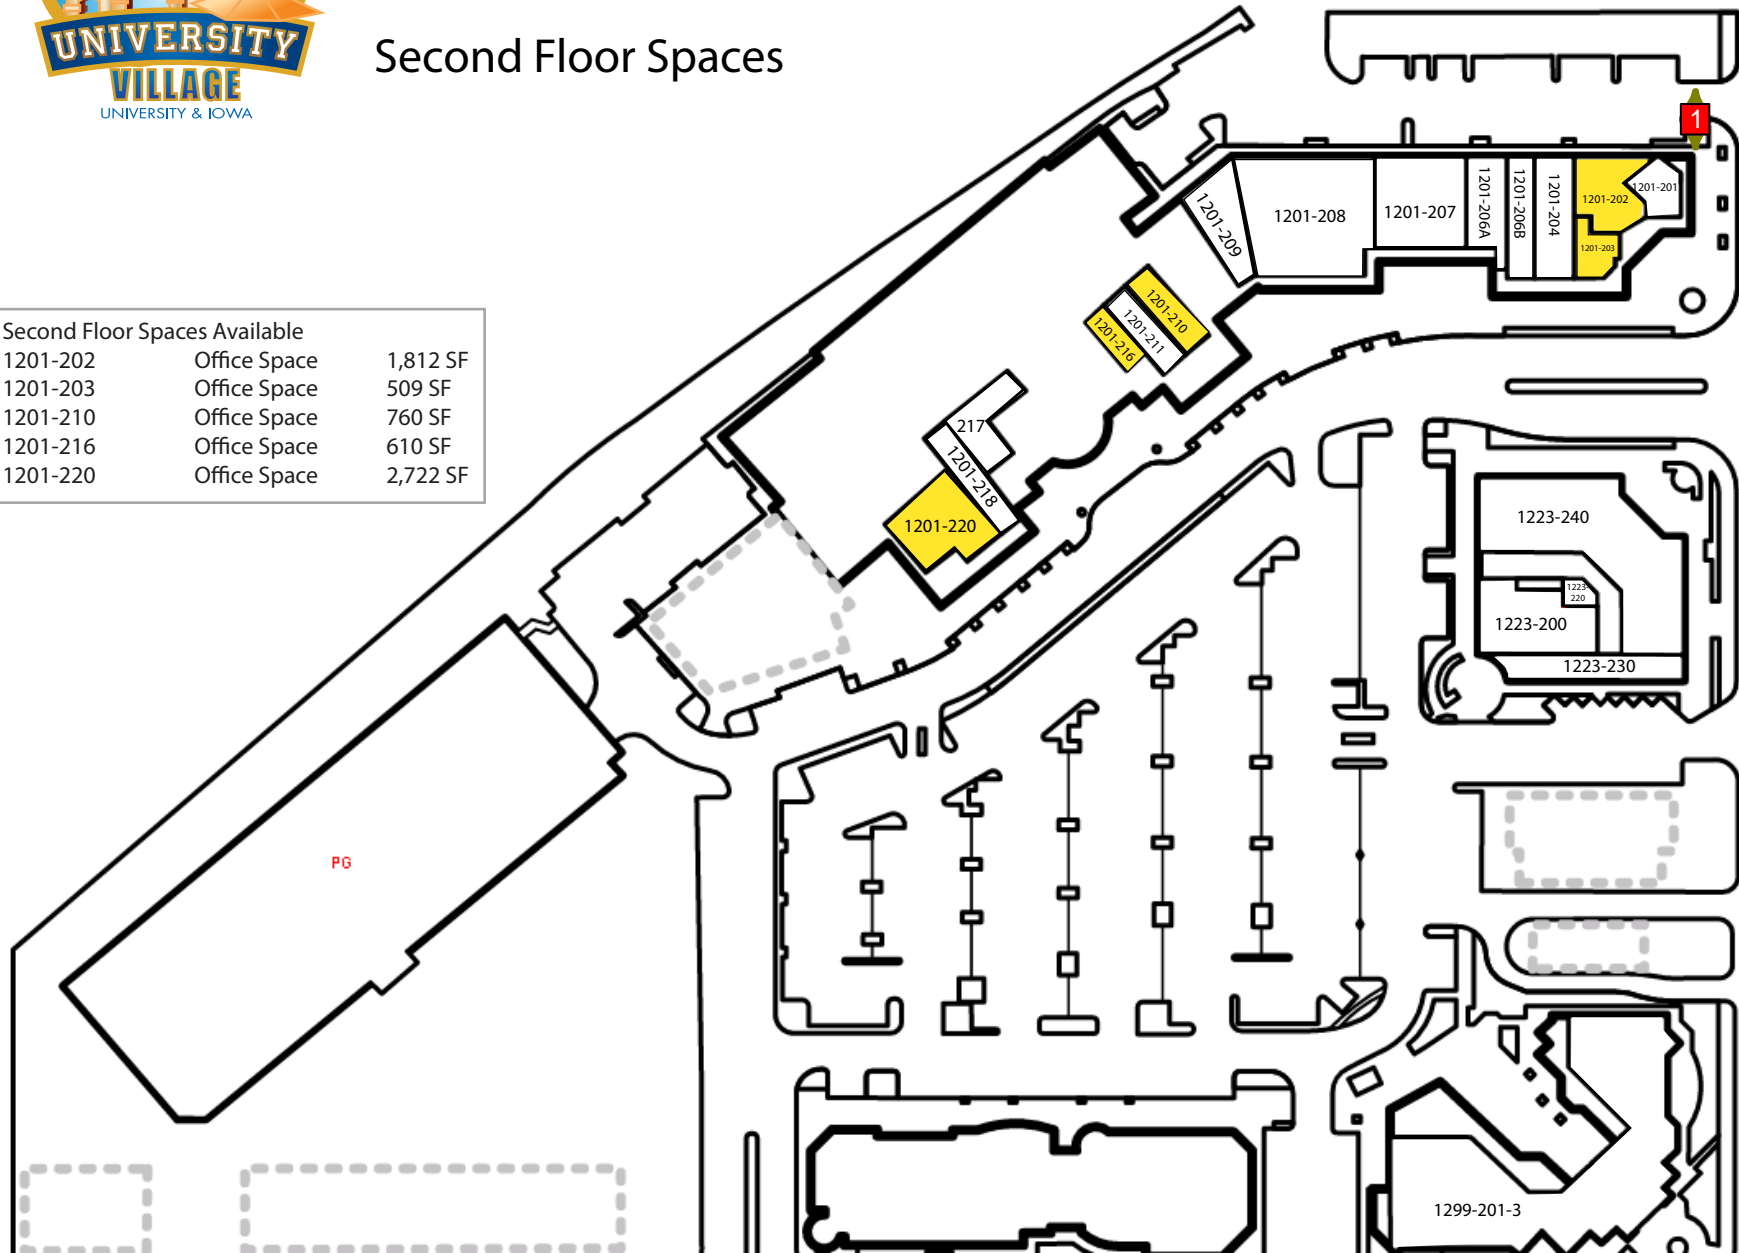 UNIVERSITY
VILLAGE
UNIVERSITY & IOWA
Second Floor Spaces
1
1201-209
1201-208
1201-207
1201-206A
1201-206B
1201-204
1201-202
1201-201
1201-203
1201-210
1201-211
1201-216
Second Floor Spaces Available
1201-202 Office Space 1,812 SF
1201-203 Office Space 509 SF
1201-210 Office Space 760 SF
1201-216 Office Space 610 SF
1201-220 Office Space 2,722 SF
217
1201-218
1201-220
1223-240
1223-
220
1223-200
1223-230
PG
1299-201-3